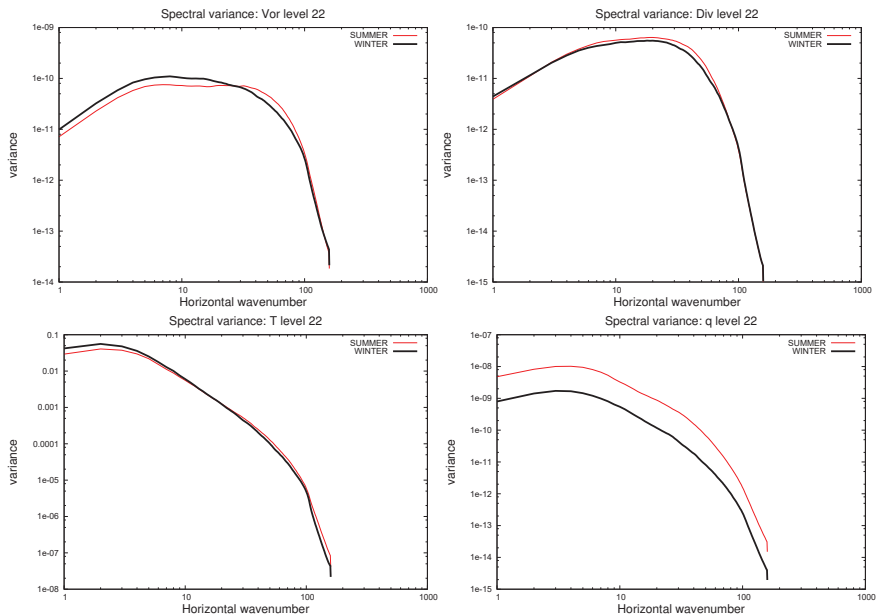 Spectral variance: Vor level 22
1e-09
1e-10
1e-11
1e-12
1e-13
1e-14
variance
SUMMER
WINTER
1
10
100
1000
Horizontal wavenumber
Spectral variance: Div level 22
1e-10
1e-11
1e-12
1e-13
1e-14
1e-15
variance
SUMMER
WINTER
1
10
100
1000
Horizontal wavenumber
Spectral variance: T level 22
0.1
0.01
0.001
0.0001
1e-05
1e-06
1e-07
1e-08
variance
SUMMER
WINTER
1
10
100
1000
Horizontal wavenumber
Spectral variance: q level 22
1e-07
1e-08
1e-09
1e-10
1e-11
1e-12
1e-13
1e-14
1e-15
variance
SUMMER
WINTER
1
10
100
1000
Horizontal wavenumber